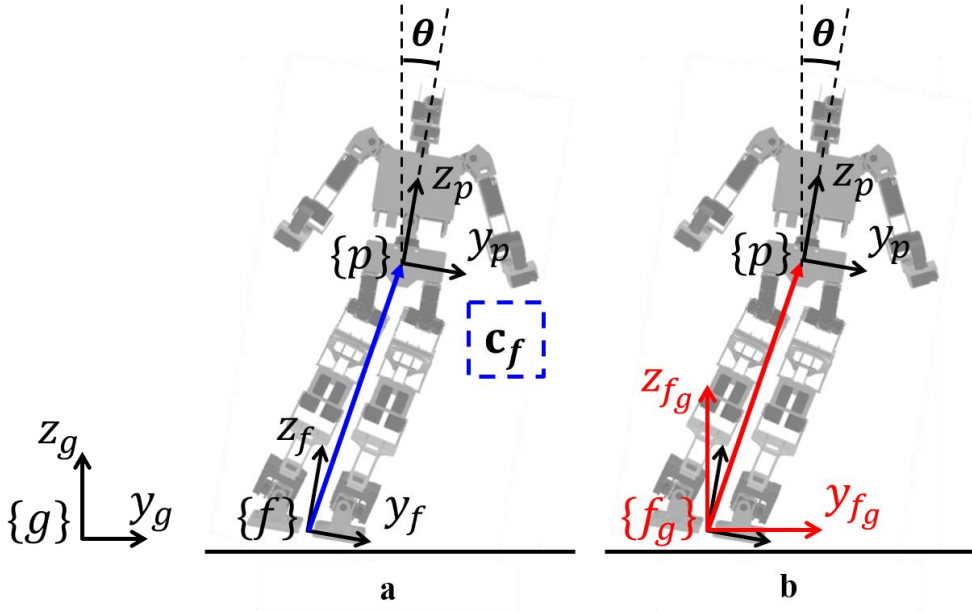 θ
z_p
{p}
y_p
c_f
z_f
{f}
y_f
z_g
{g}
y_g
a
θ
z_p
{p}
y_p
z_{f_g}
{f_g}
y_{f_g}
b